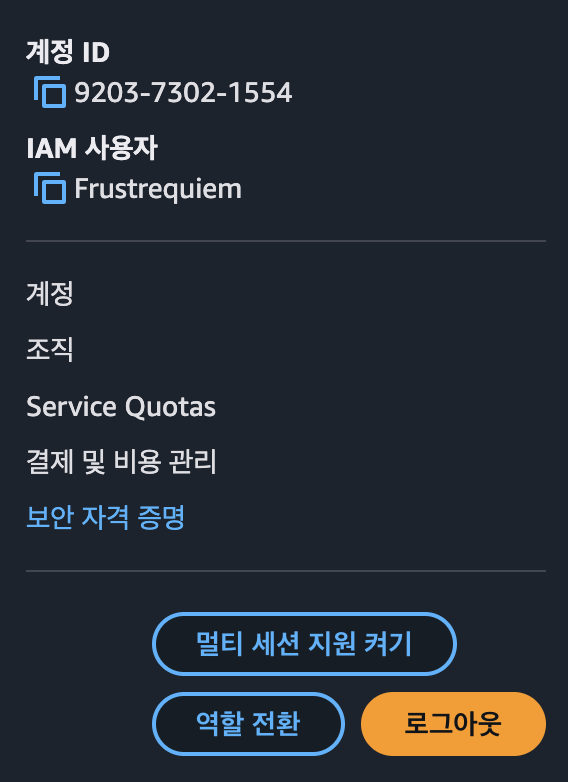 계정 ID
9203-7302-1554
IAM 사용자
Frustrequiem
계정
조직
Service Quotas
결제 및 비용 관리
보안 자격 증명
멀티 세션 지원 켜기
역할 전환
로그아웃